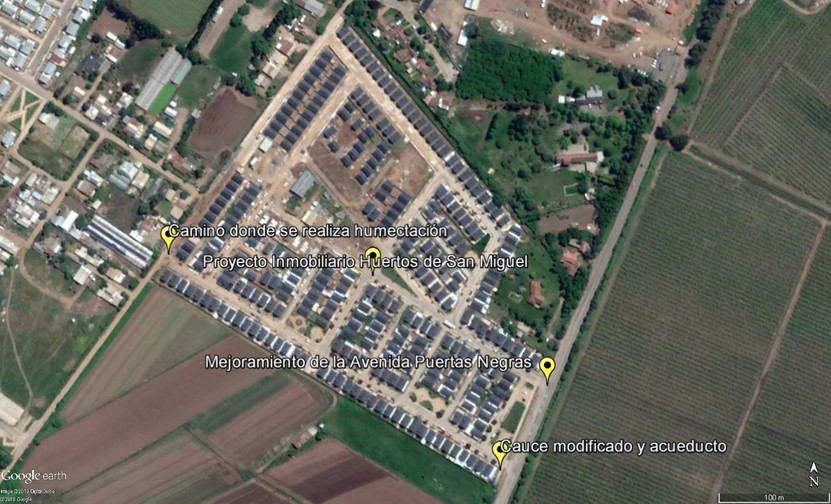 Camino donde se realiza humectación
Proyecto Inmobiliario Huertos de San Miguel
Mejoramiento de la Avenida Puertas Negras
Cauce modificado y acueducto
Google earth
N
100 m